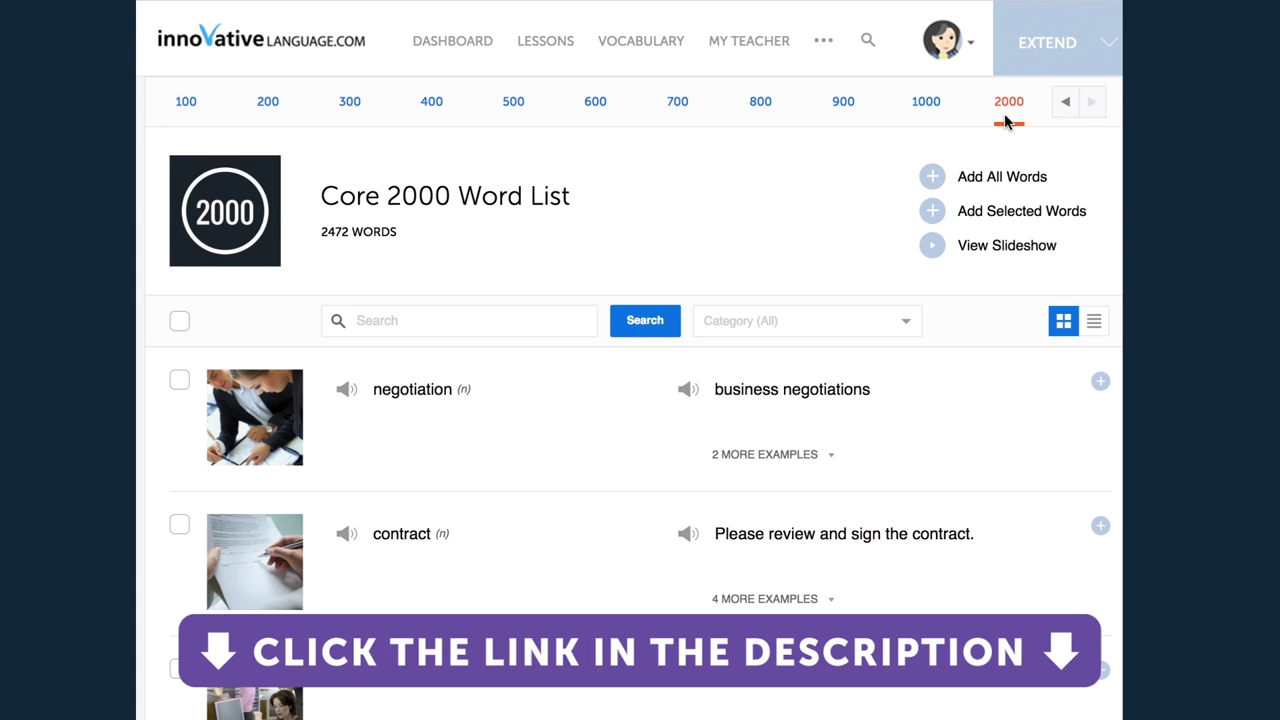 innoVative LANGUAGE.COM
DASHBOARD LESSONS VOCABULARY MY TEACHER ••• EXTEND
100 200 300 400 500 600 700 800 900 1000 2000
2000
Core 2000 Word List
2472 WORDS
Add All Words
Add Selected Words
View Slideshow
Search Search Category (All)
negotiation (n) business negotiations
2 MORE EXAMPLES
contract (n) Please review and sign the contract.
4 MORE EXAMPLES
CLICK THE LINK IN THE DESCRIPTION